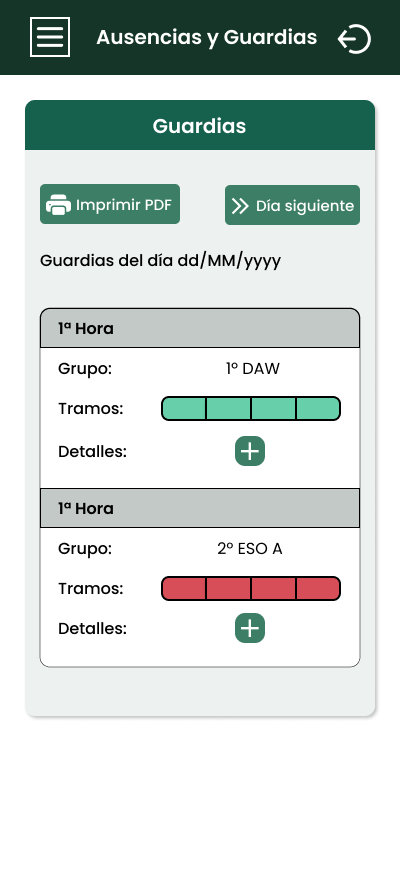 Ausencias y Guardias
Guardias
Imprimir PDF
Día siguiente
Guardias del día dd/MM/yyyy
1ª Hora
Grupo: 1º DAW
Tramos:
Detalles:
1ª Hora
Grupo: 2º ESO A
Tramos:
Detalles: